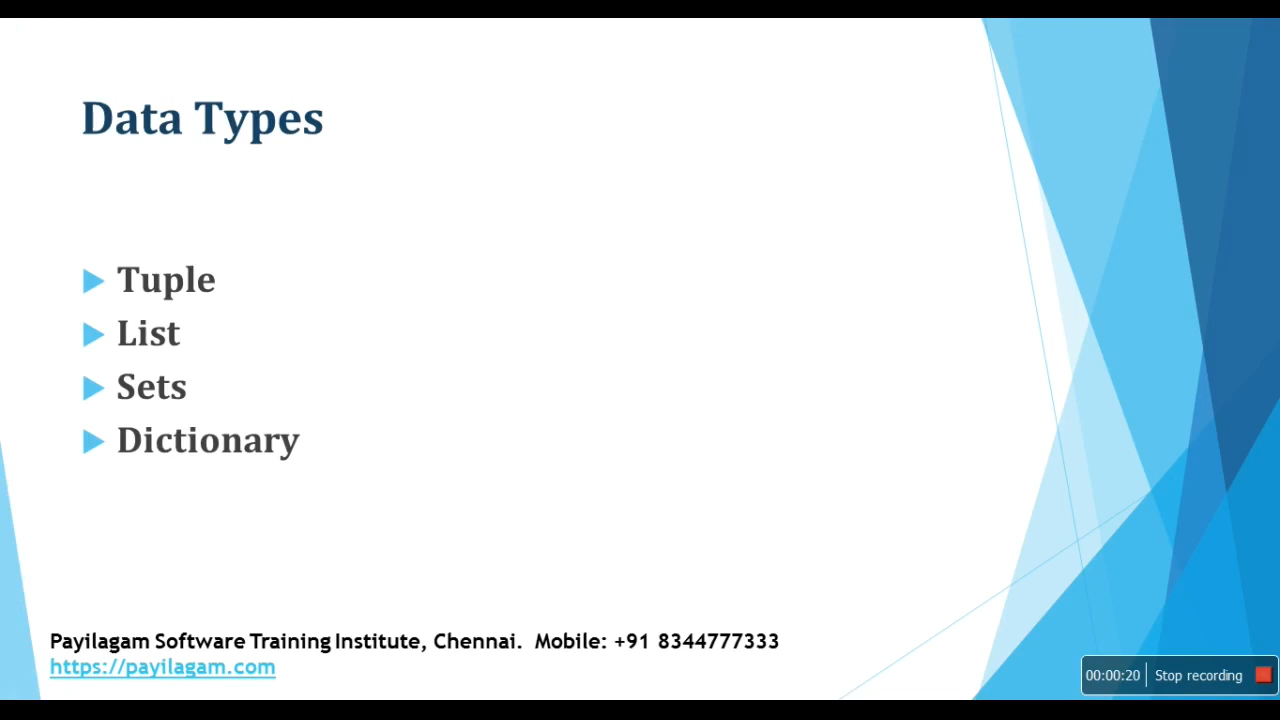 Data Types
Tuple
List
Sets
Dictionary
Payilagam Software Training Institute, Chennai.  Mobile: +91 8344777333
https://payilagam.com
00:00:20 Stop recording